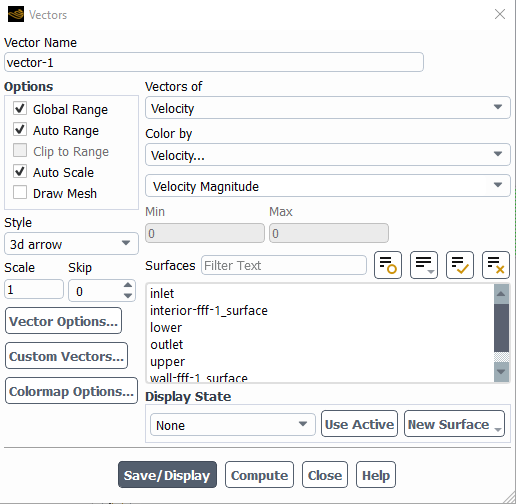 Vectors
Vector Name
vector-1
Options
Global Range
Auto Range
Clip to Range
Auto Scale
Draw Mesh
Style
3d arrow
Scale Skip
1 0
Vector Options...
Custom Vectors...
Colormap Options...
Vectors of
Velocity
Color by
Velocity...
Velocity Magnitude
Min Max
0 0
Surfaces Filter Text
inlet
interior-fff-1_surface
lower
outlet
upper
wall-fff-1_surface
Display State
None Use Active New Surface
Save/Display Compute Close Help